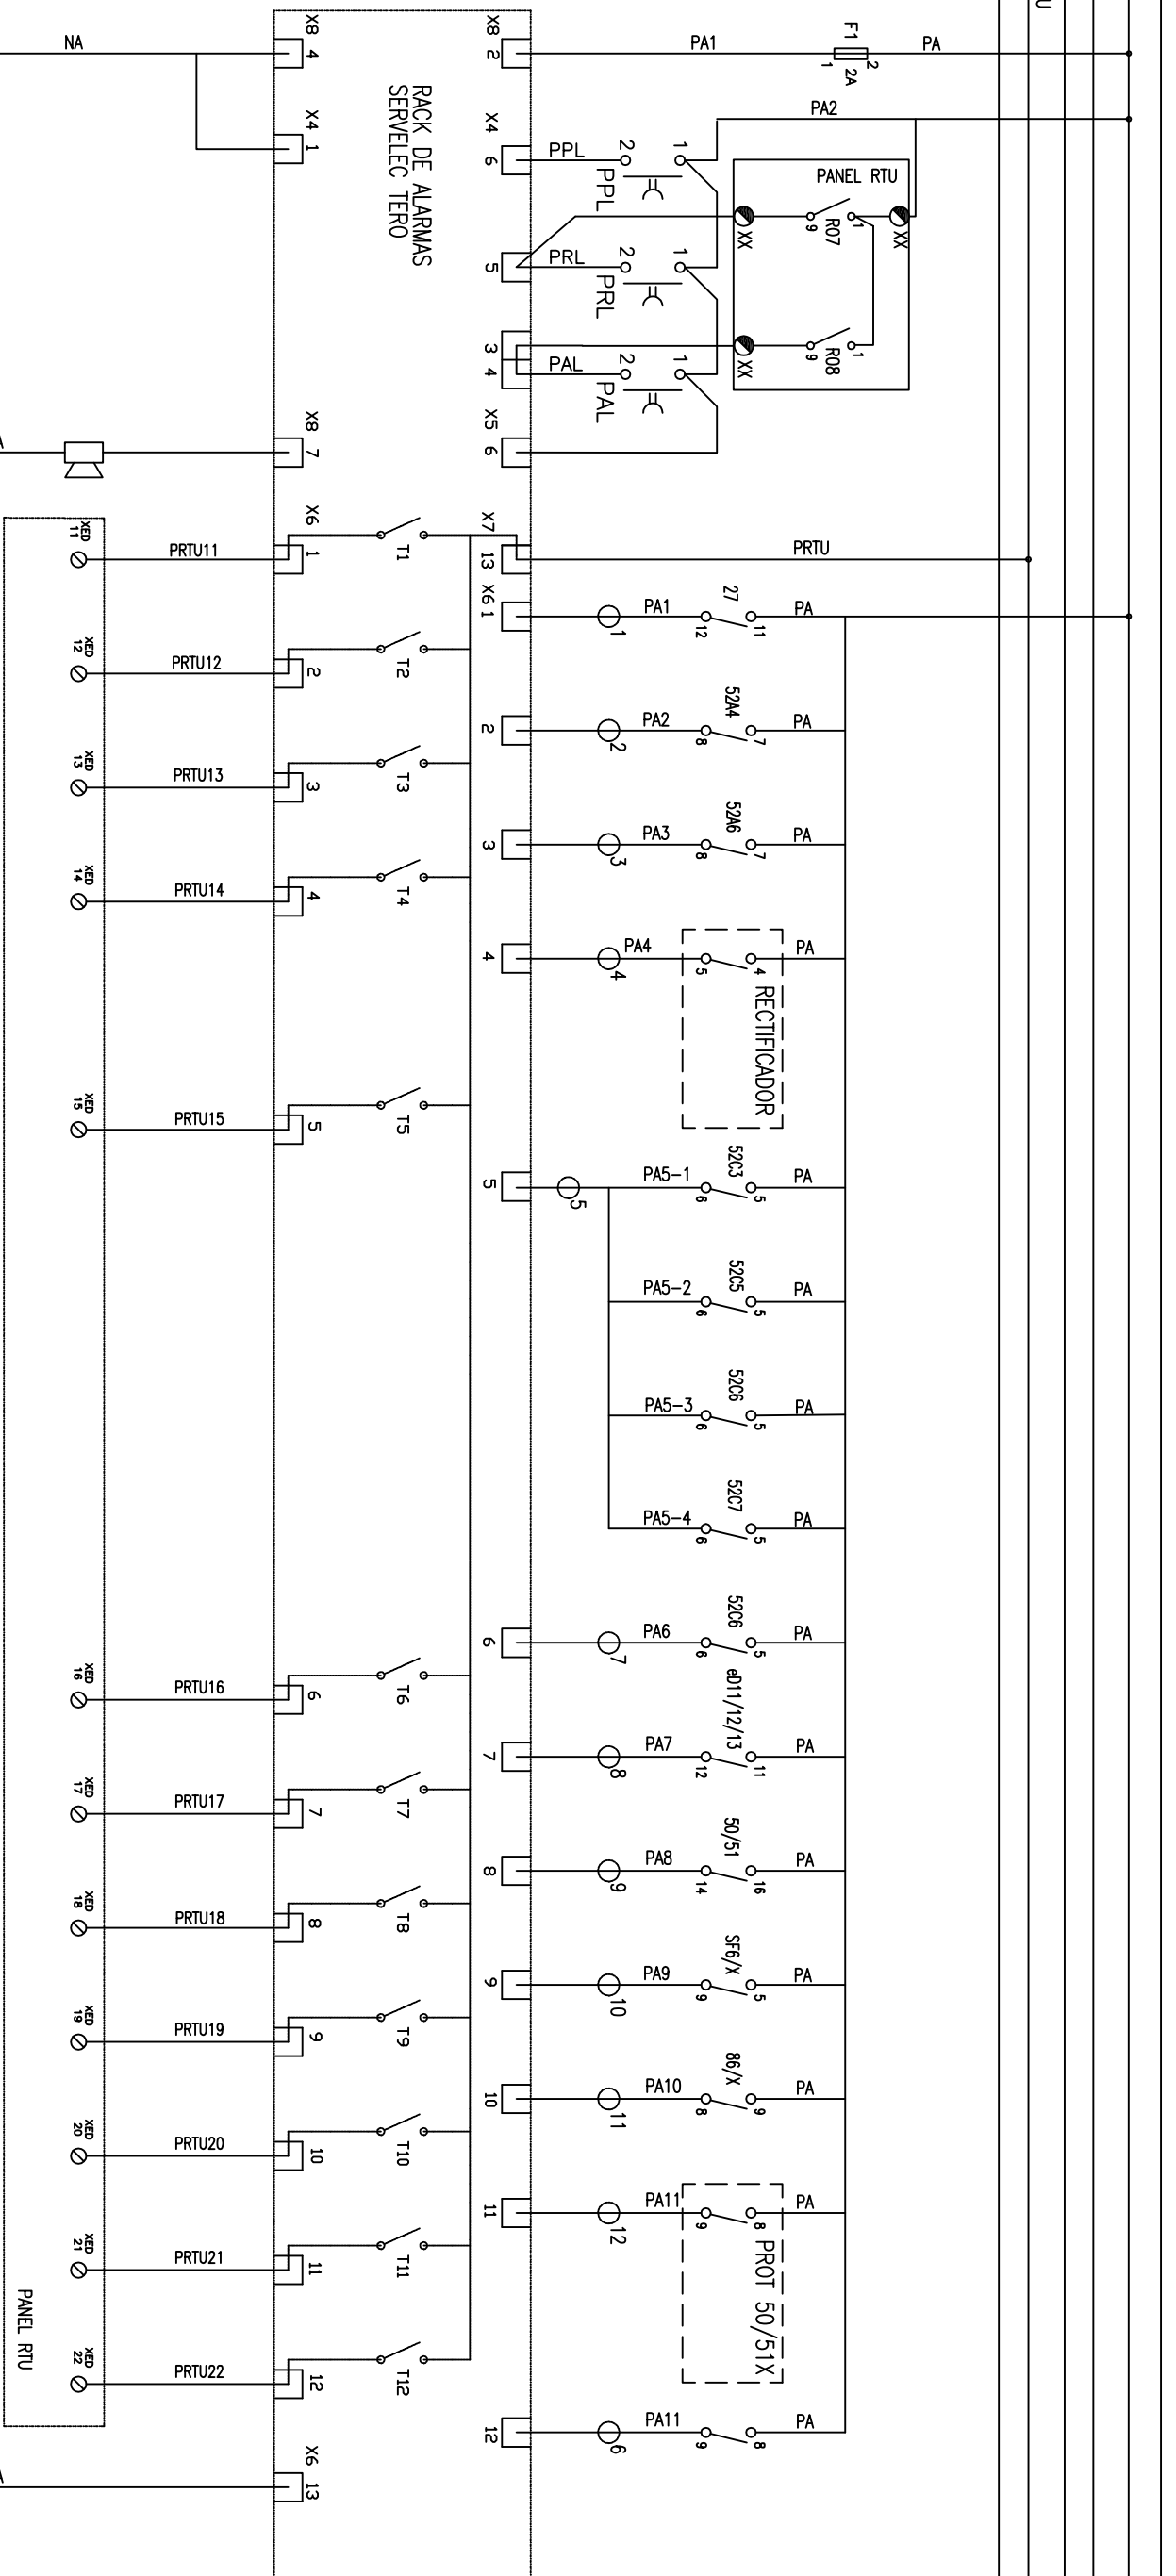 U
NA
X8
4
X4
1
X8
2
PA1
F1
1
2
2A
PA
PA2
RACK DE ALARMAS
SERVELEC TERO
X4
6
PPL
2
1
PPL
PANEL RTU
XX
9
1
R07
XX
5
PRL
2
1
PRL
XX
9
1
R08
3
4
PAL
2
1
PAL
X8
7
X5
6
X6
1
T1
X7
13
PRTU
XED
11
PRTU11
X6
1
1
PA1
27
12
11
PA
XED
12
PRTU12
2
T2
2
2
PA2
52A4
8
7
PA
XED
13
PRTU13
3
T3
3
3
PA3
52A6
8
7
PA
XED
14
PRTU14
4
T4
4
4
PA4
5
4
PA
RECTIFICADOR
XED
15
PRTU15
5
T5
5
5
PA5-1
52C3
6
5
PA
PA5-2
52C5
6
5
PA
PA5-3
52C6
6
5
PA
PA5-4
52C7
6
5
PA
XED
16
PRTU16
6
T6
6
7
PA6
52C6
6
5
PA
XED
17
PRTU17
7
T7
7
8
PA7
eD11/12/13
12
11
PA
XED
18
PRTU18
8
T8
8
9
PA8
50/51
14
16
PA
XED
19
PRTU19
9
T9
9
10
PA9
SF6/X
9
5
PA
XED
20
PRTU20
10
T10
10
11
PA10
86/X
8
9
PA
XED
21
PRTU21
11
T11
11
12
PA11
9
8
PA
PROT 50/51X
XED
22
PRTU22
12
T12
12
6
PA11
9
8
PA
PANEL RTU
X6
13